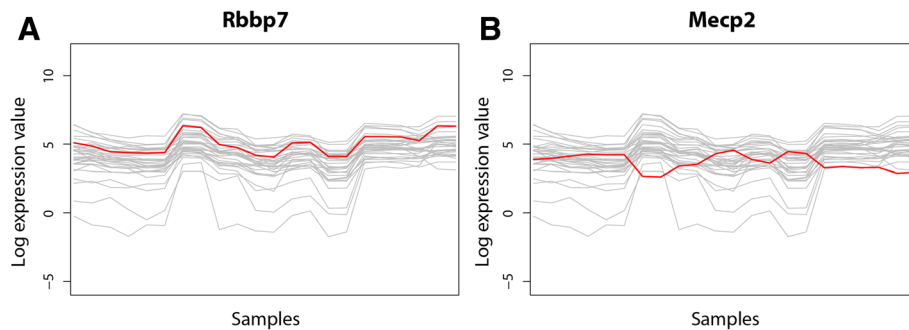 A
Rbbp7
Log expression value
10
5
0
−5
Samples
B
Mecp2
Log expression value
10
5
0
−5
Samples